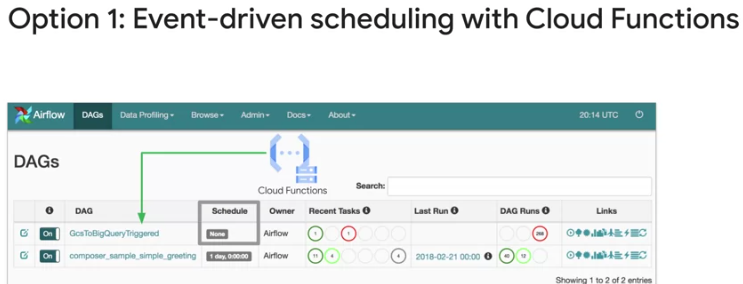 Option 1: Event-driven scheduling with Cloud Functions
Airflow DAGs Data Profiling Browse Admin Docs About 20:14 UTC
DAGs
Cloud Functions
Search:
DAG Schedule Owner Recent Tasks Last Run DAG Runs Links
On GcsToBigQueryTriggered None Airflow 1 1 268
On composer_sample_simple_greeting 1 day, 0:00:00 Airflow 11 4 4 2018-02-21 00:00 40 12
Showing 1 to 2 of 2 entries